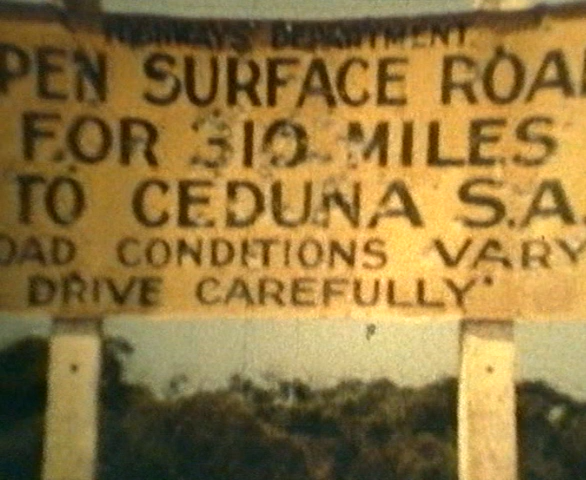 HIGHWAYS DEPARTMENT
PEN SURFACE ROA
FOR 310 MILES
TO CEDUNA S.A
OAD CONDITIONS VARY
DRIVE CAREFULLY